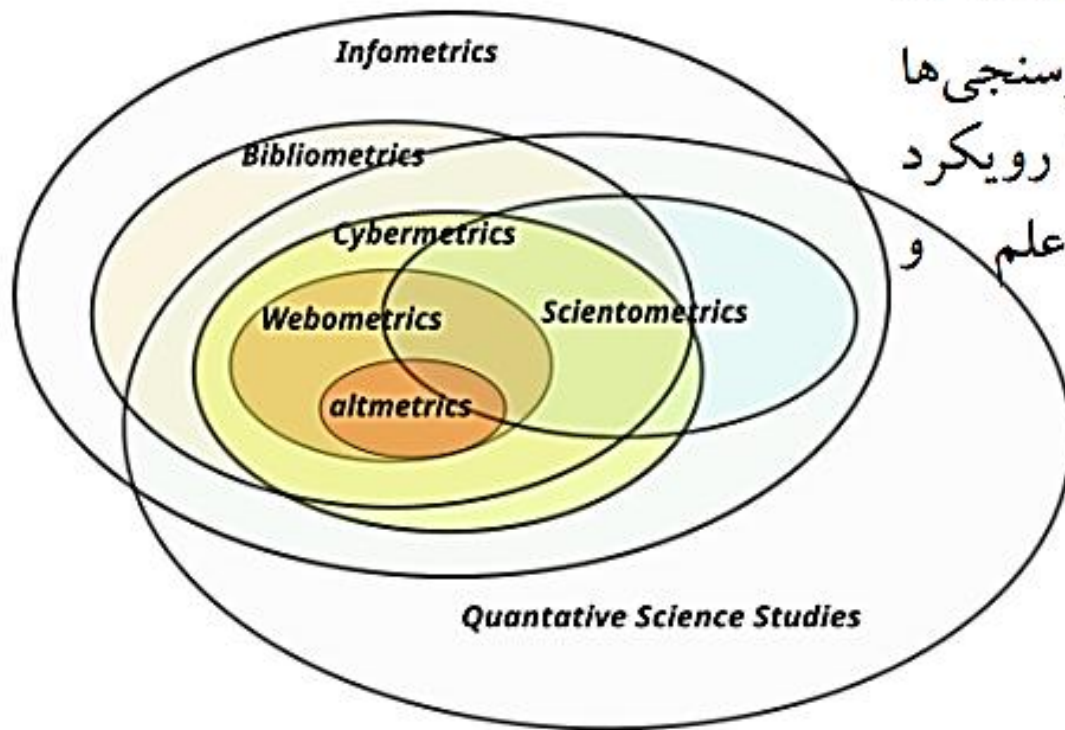 Infometrics
سنجی‌ها
Bibliometrics
رویکرد
Cybermetrics
علم و
Webometrics
Scientometrics
altmetrics
Quantative Science Studies